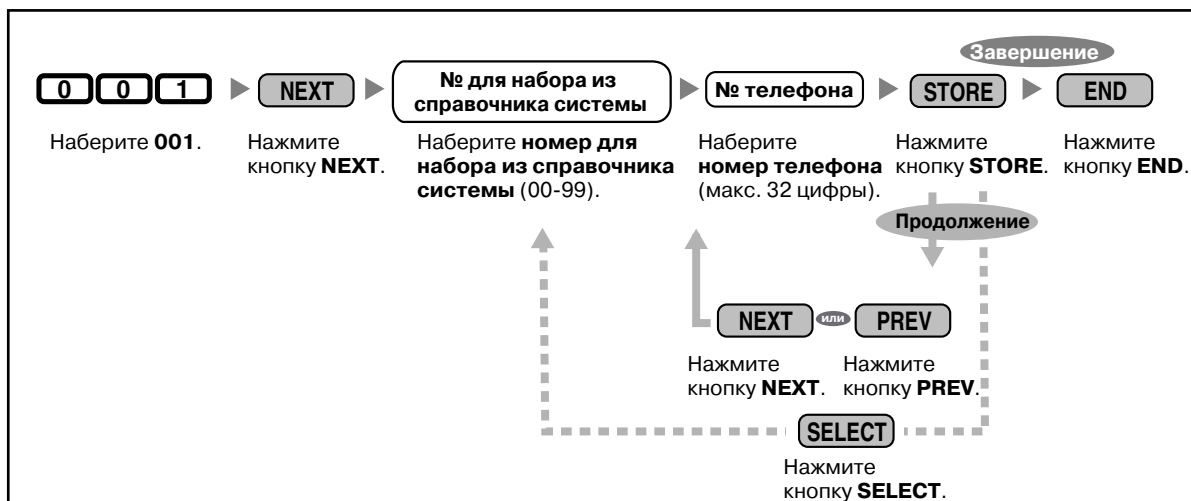 Завершение
0 0 1 NEXT № для набора из справочника системы № телефона STORE END
Наберите 001.
Нажмите
кнопку NEXT.
Наберите номер для
набора из справочника
системы (00-99).
Наберите
номер телефона
(макс. 32 цифры).
Нажмите
кнопку STORE.
Нажмите
кнопку END.
Продолжение
NEXT или PREV
Нажмите
кнопку NEXT.
Нажмите
кнопку PREV.
SELECT
Нажмите
кнопку SELECT.